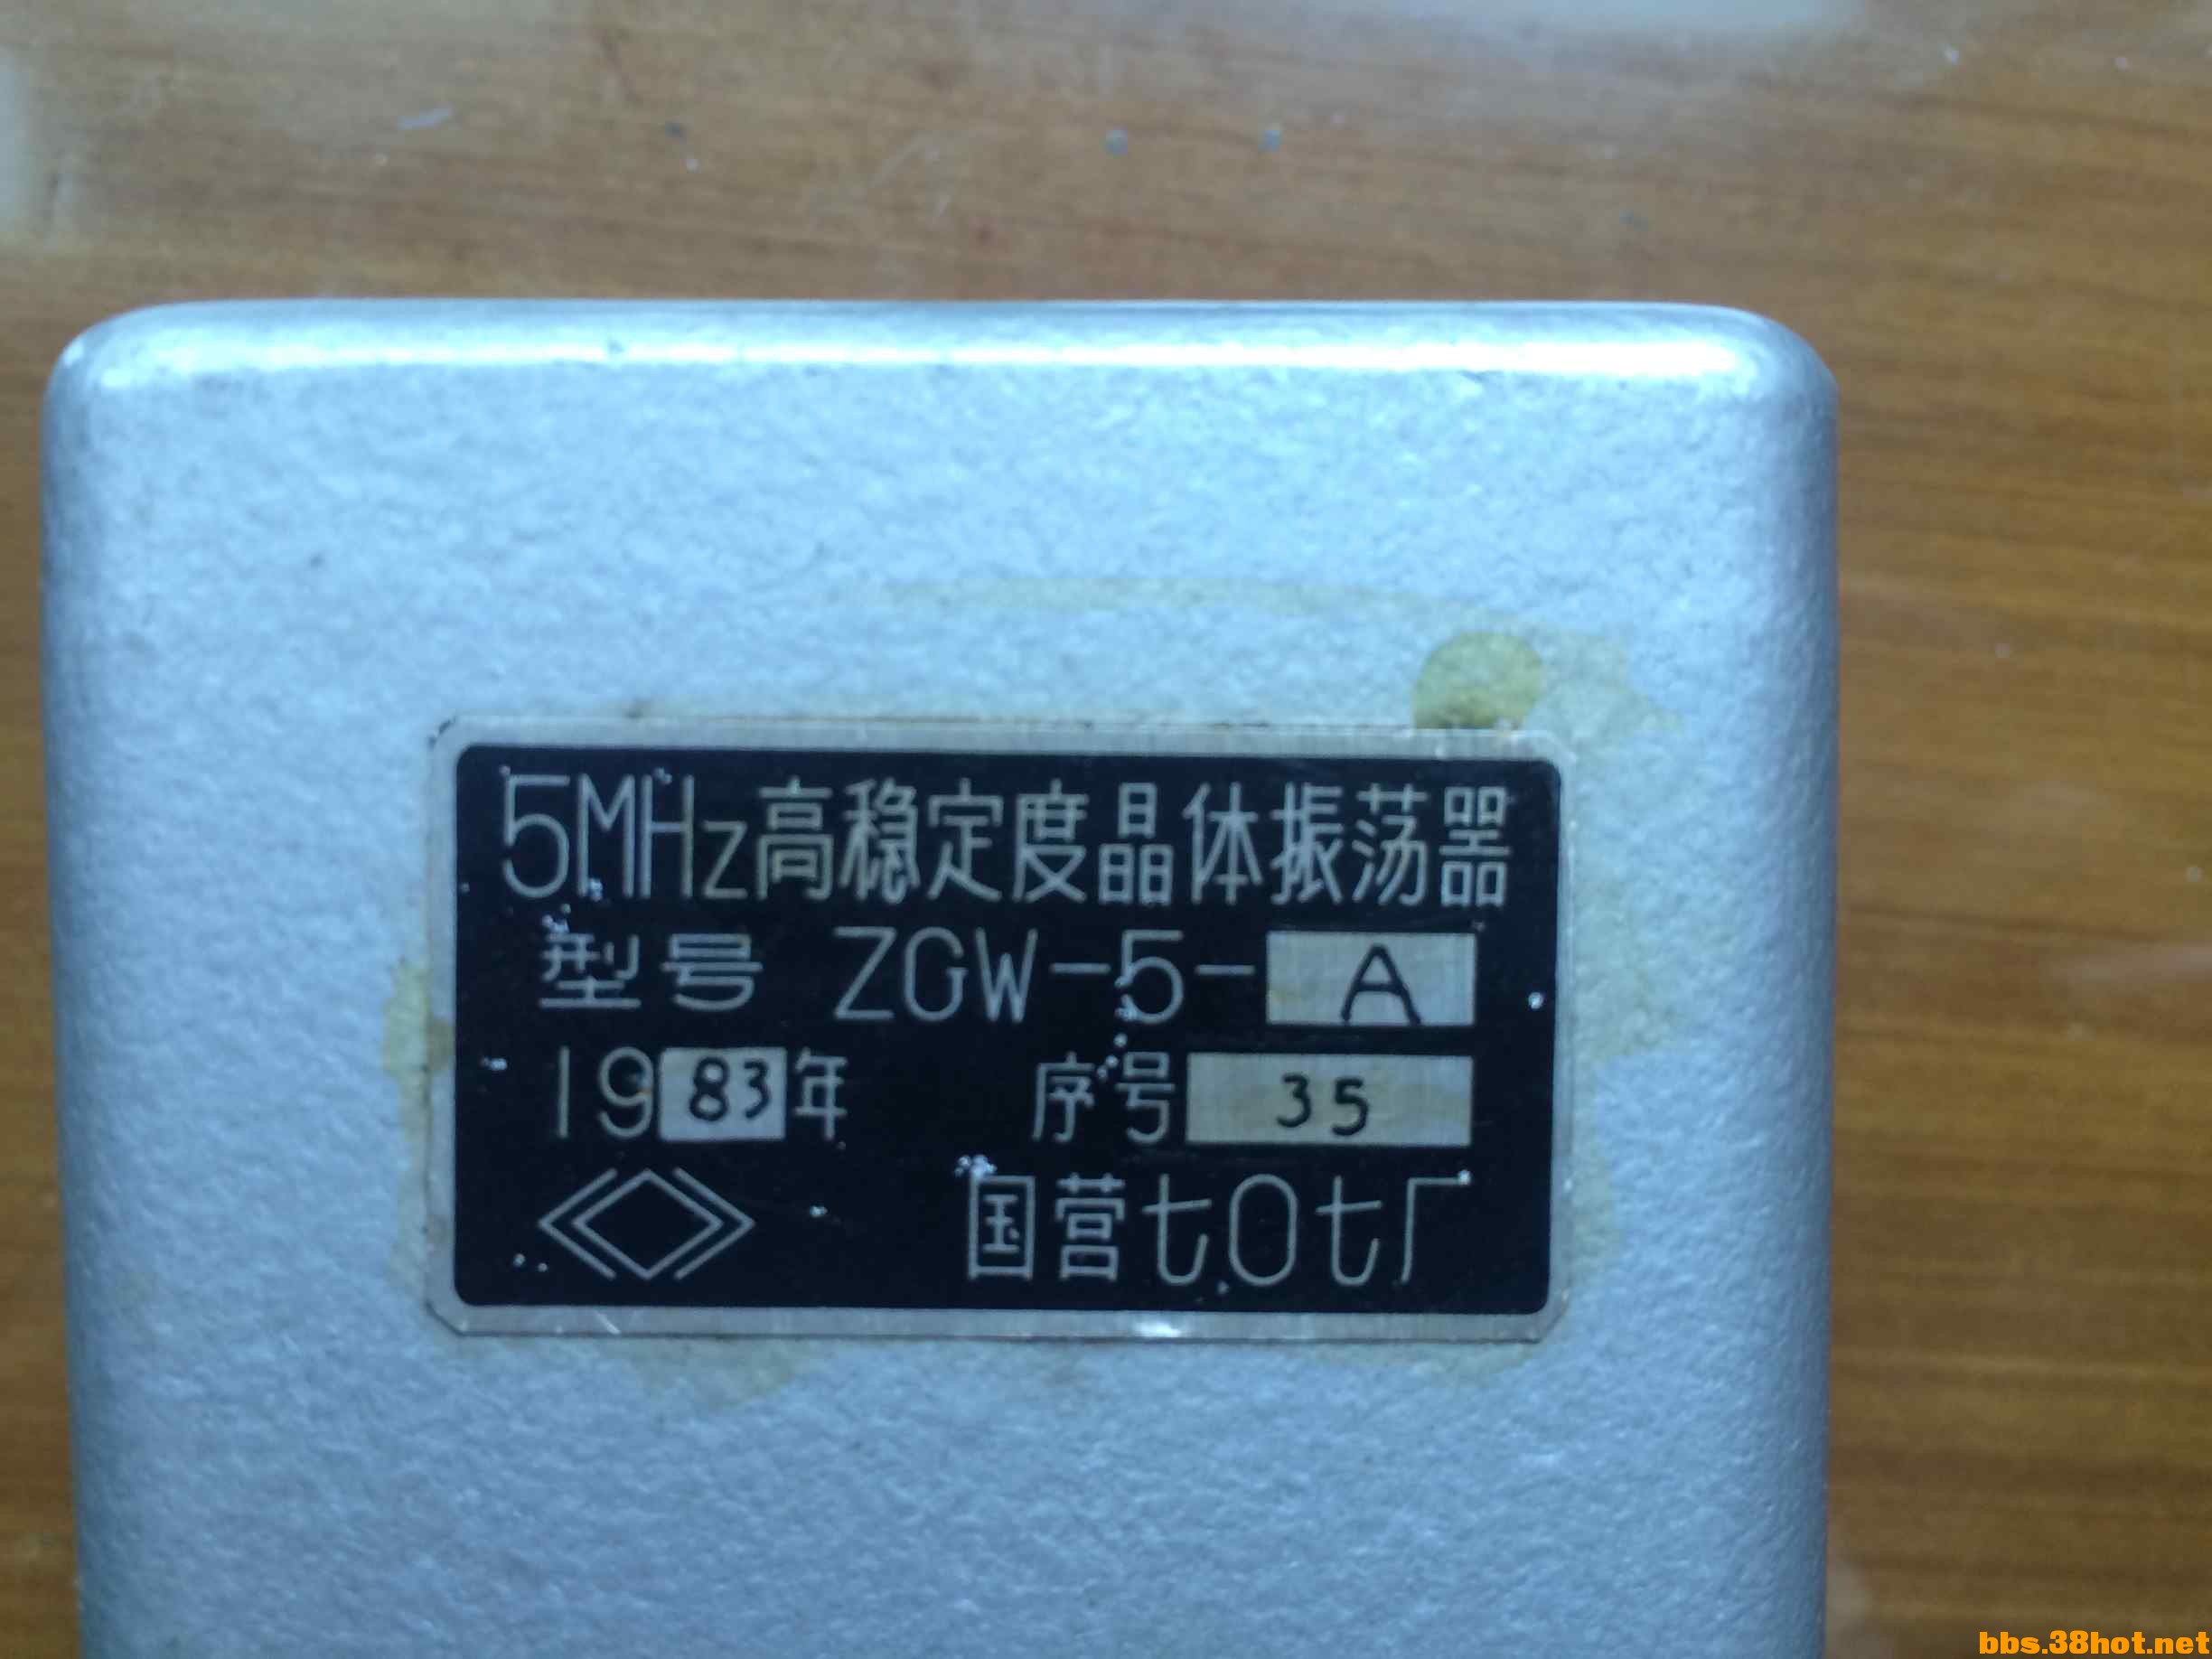 5MHz高稳定度晶体振荡器
型号 ZGW-5-A
1983年 序号 35
国营七〇七厂
bbs.38hot.net